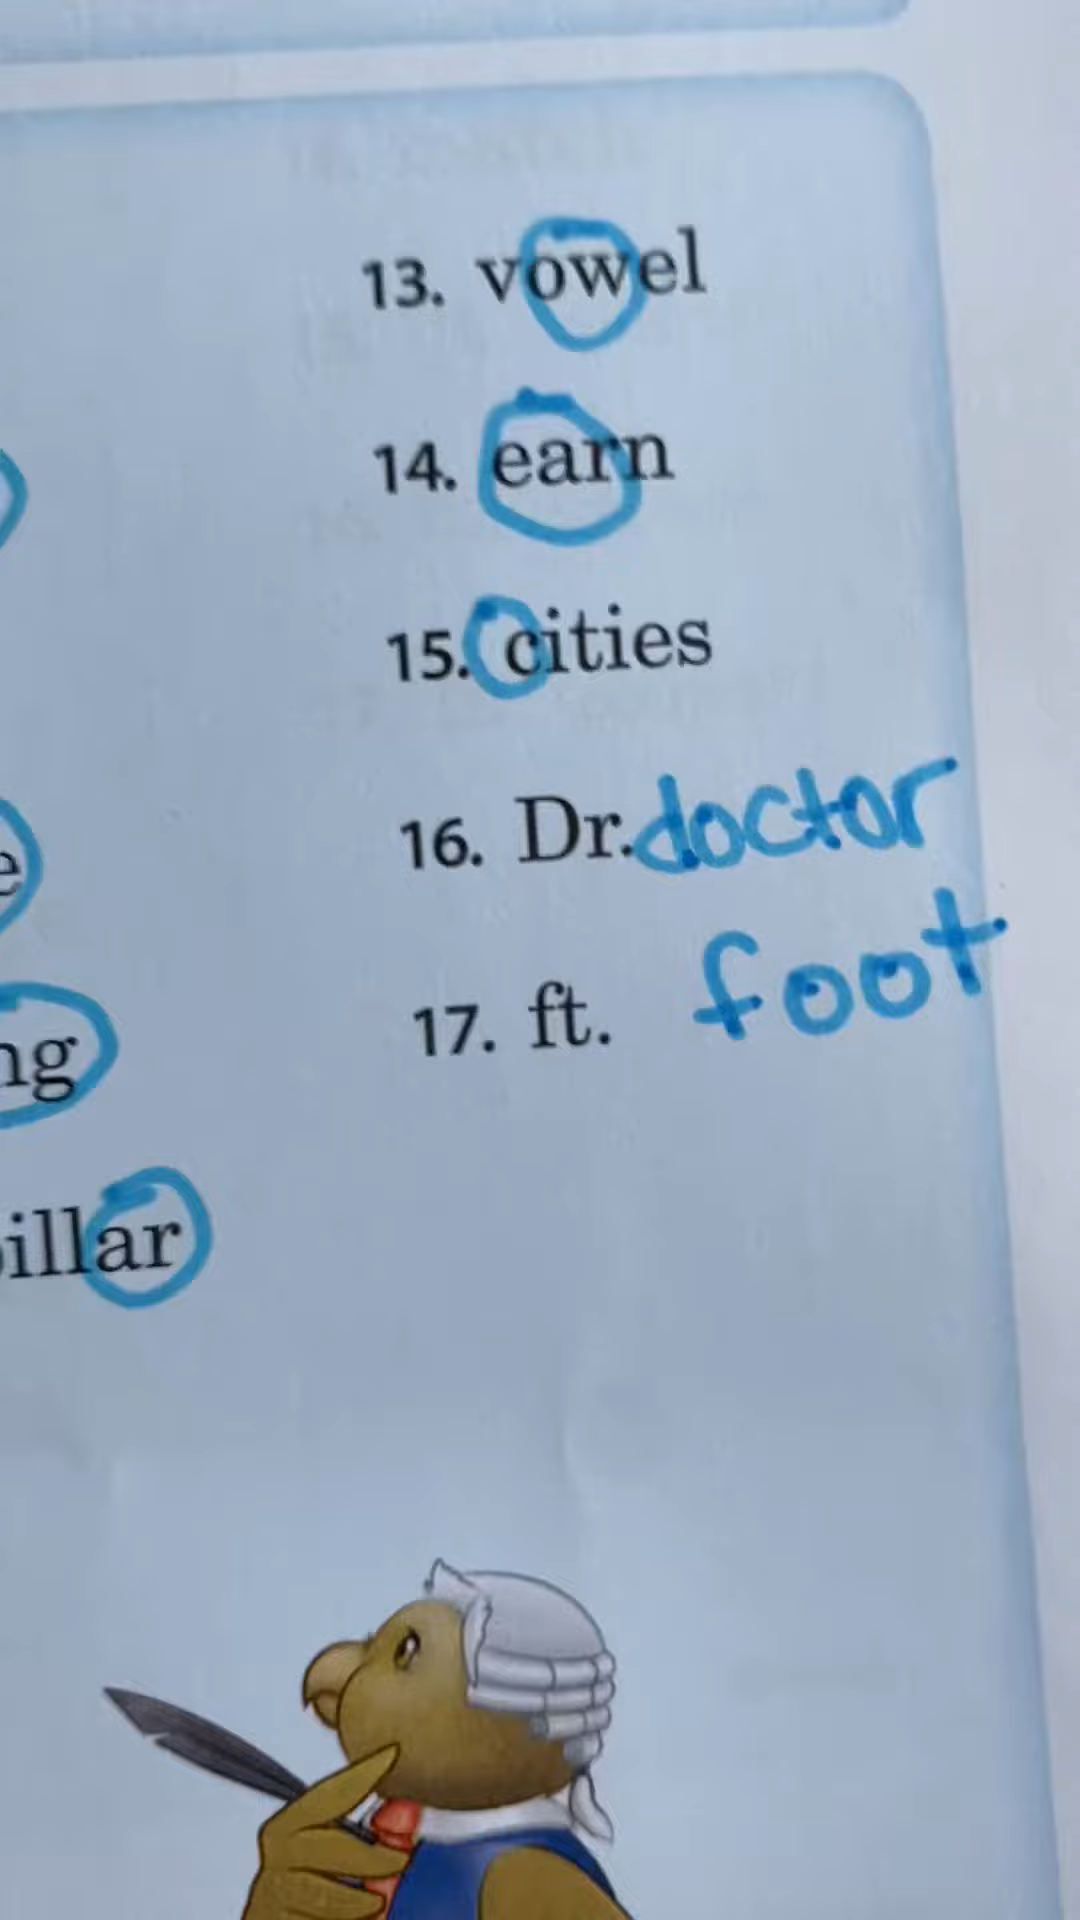 13. vowel
14. earn
15. cities
16. Dr. doctor
17. ft. foot
e
ng
illar